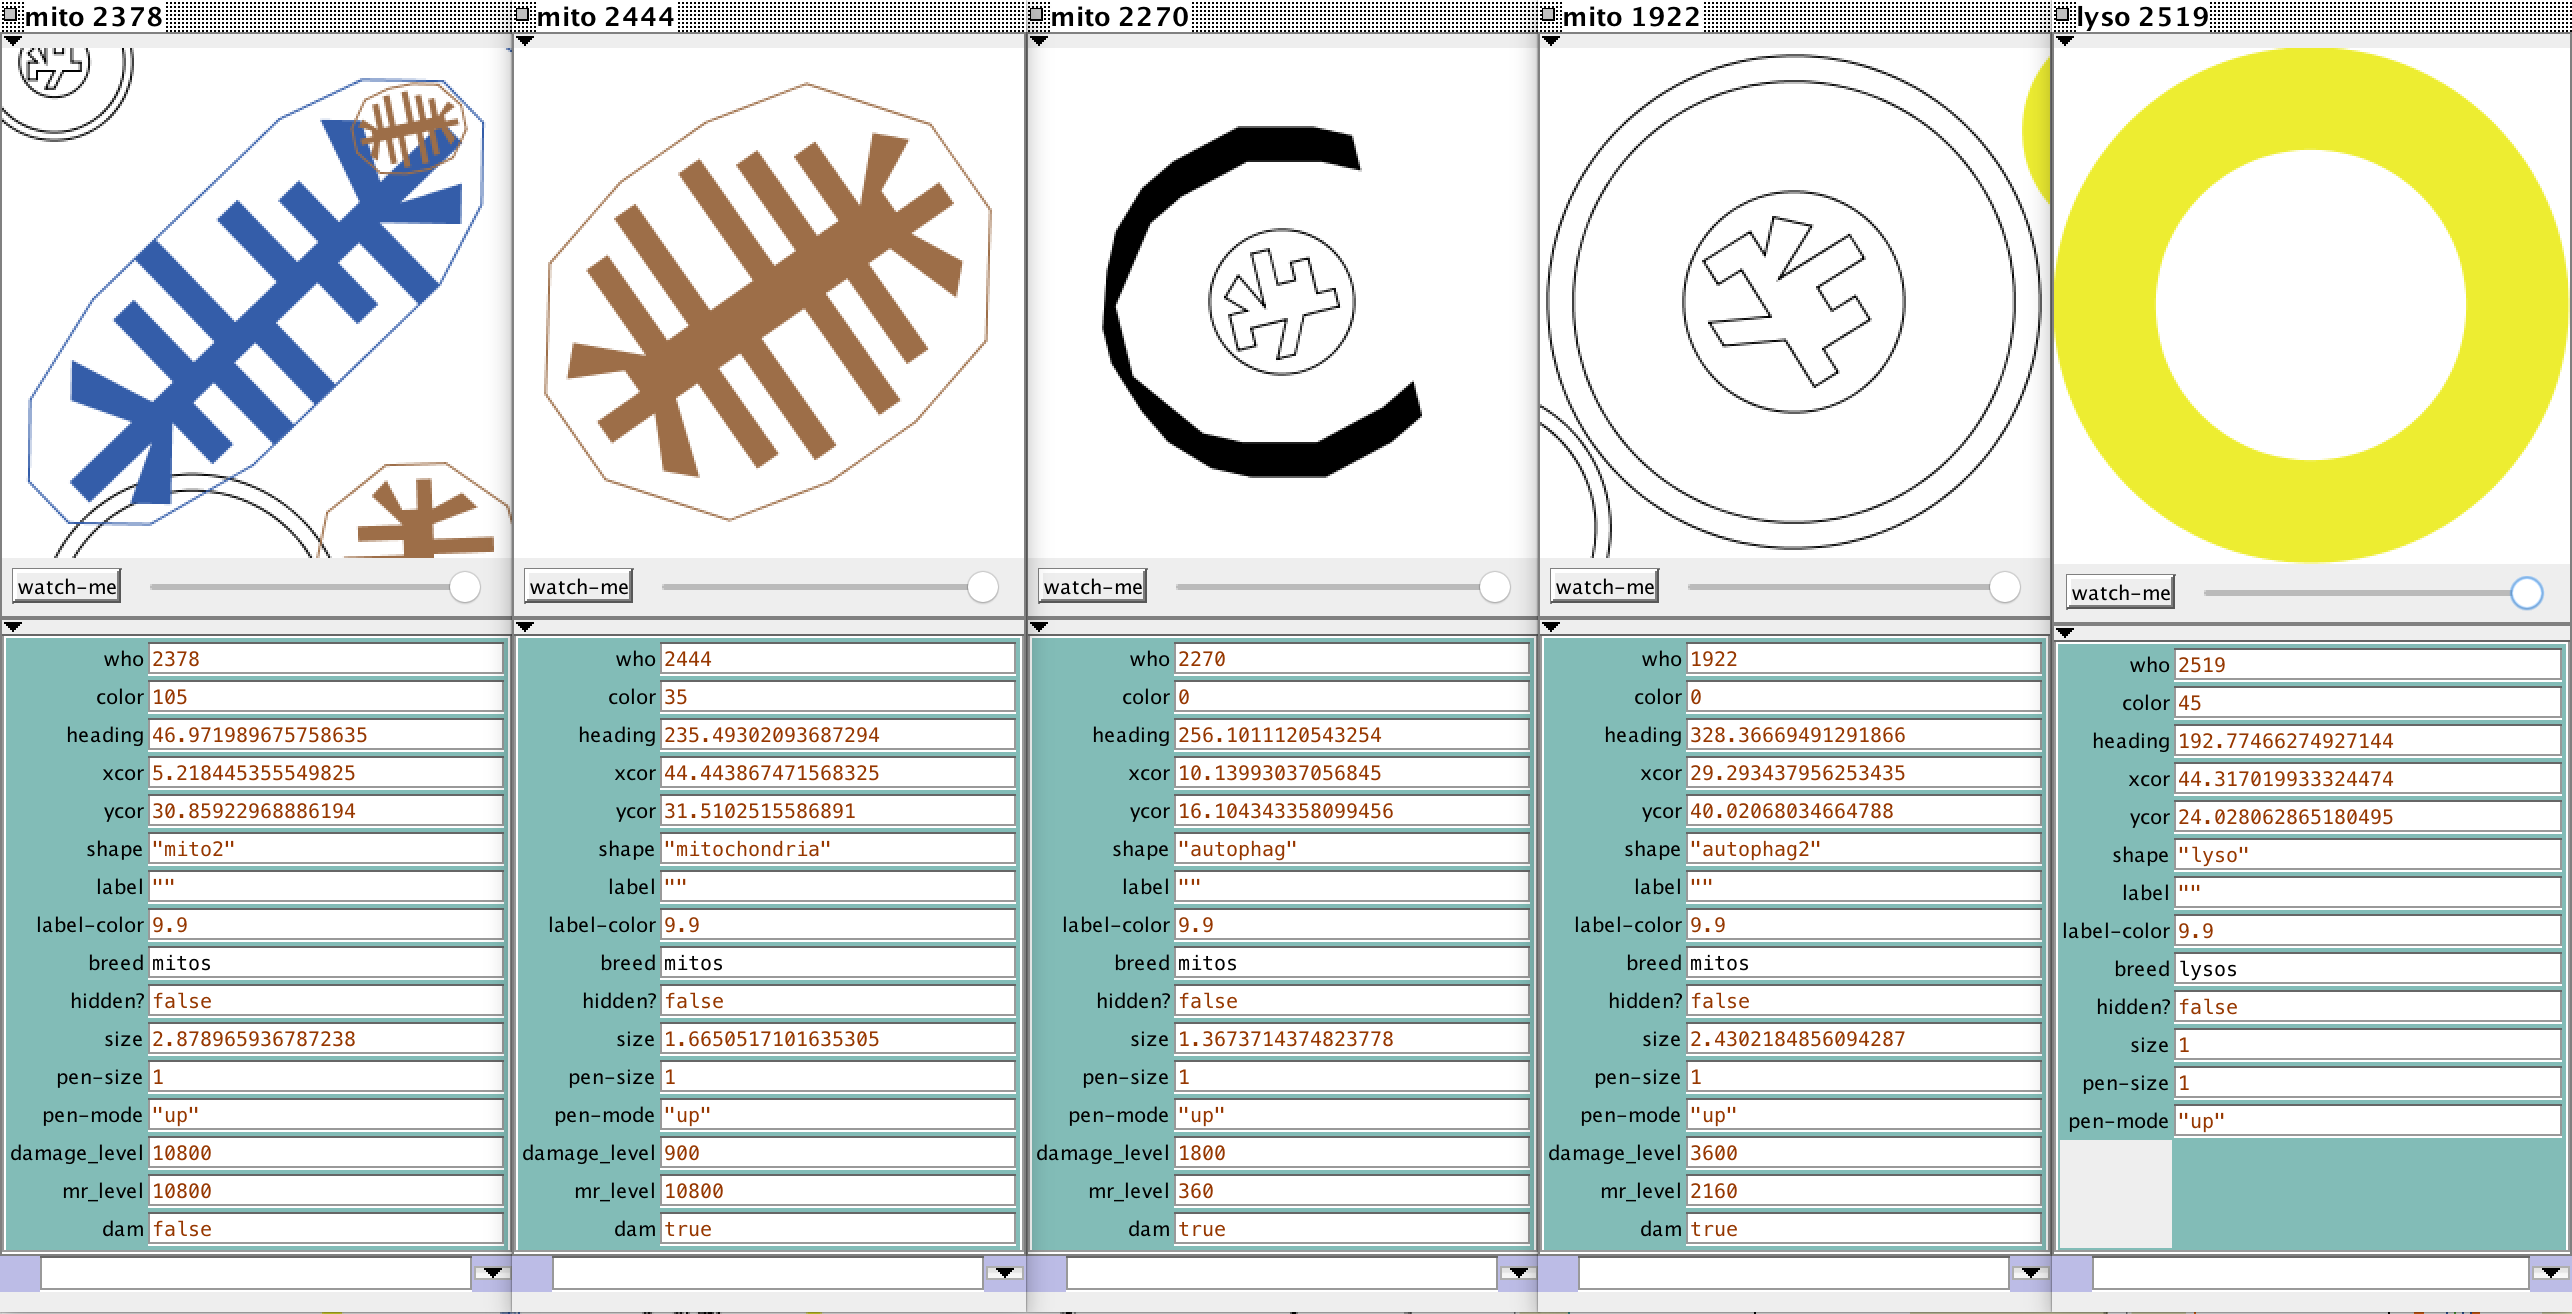 mito 2378
watch-me
who 2378
color 105
heading 46.971989675758635
xcor 5.218445355549825
ycor 30.85922968886194
shape "mito2"
label ""
label-color 9.9
breed mitos
hidden? false
size 2.878965936787238
pen-size 1
pen-mode "up"
damage_level 10800
mr_level 10800
dam false
mito 2444
watch-me
who 2444
color 35
heading 235.49302093687294
xcor 44.443867471568325
ycor 31.5102515586891
shape "mitochondria"
label ""
label-color 9.9
breed mitos
hidden? false
size 1.6650517101635305
pen-size 1
pen-mode "up"
damage_level 900
mr_level 10800
dam true
mito 2270
watch-me
who 2270
color 0
heading 256.1011120543254
xcor 10.13993037056845
ycor 16.104343358099456
shape "autophag"
label ""
label-color 9.9
breed mitos
hidden? false
size 1.3673714374823778
pen-size 1
pen-mode "up"
damage_level 1800
mr_level 360
dam true
mito 1922
watch-me
who 1922
color 0
heading 328.36669491291866
xcor 29.293437956253435
ycor 40.02068034664788
shape "autophag2"
label ""
label-color 9.9
breed mitos
hidden? false
size 2.4302184856094287
pen-size 1
pen-mode "up"
damage_level 3600
mr_level 2160
dam true
lyso 2519
watch-me
who 2519
color 45
heading 192.77466274927144
xcor 44.317019933324474
ycor 24.028062865180495
shape "lyso"
label ""
label-color 9.9
breed lysos
hidden? false
size 1
pen-size 1
pen-mode "up"